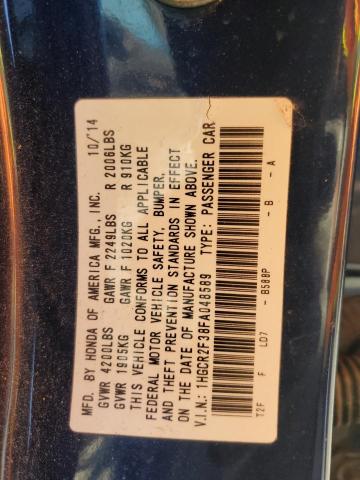 MFD. BY HONDA OF AMERICA MFG., INC. 10/14
GVWR 4200LBS GAWR F 2249LBS R 2006LBS
GVWR 1905KG GAWR F 1020KG R 910KG
THIS VEHICLE CONFORMS TO ALL APPLICABLE
FEDERAL MOTOR VEHICLE SAFETY, BUMPER,
AND THEFT PREVENTION STANDARDS IN EFFECT
ON THE DATE OF MANUFACTURE SHOWN ABOVE.
V.I.N.: 1HGCR2F38FA048589 TYPE: PASSENGER CAR
T2F F LD7 - B588P - B - A